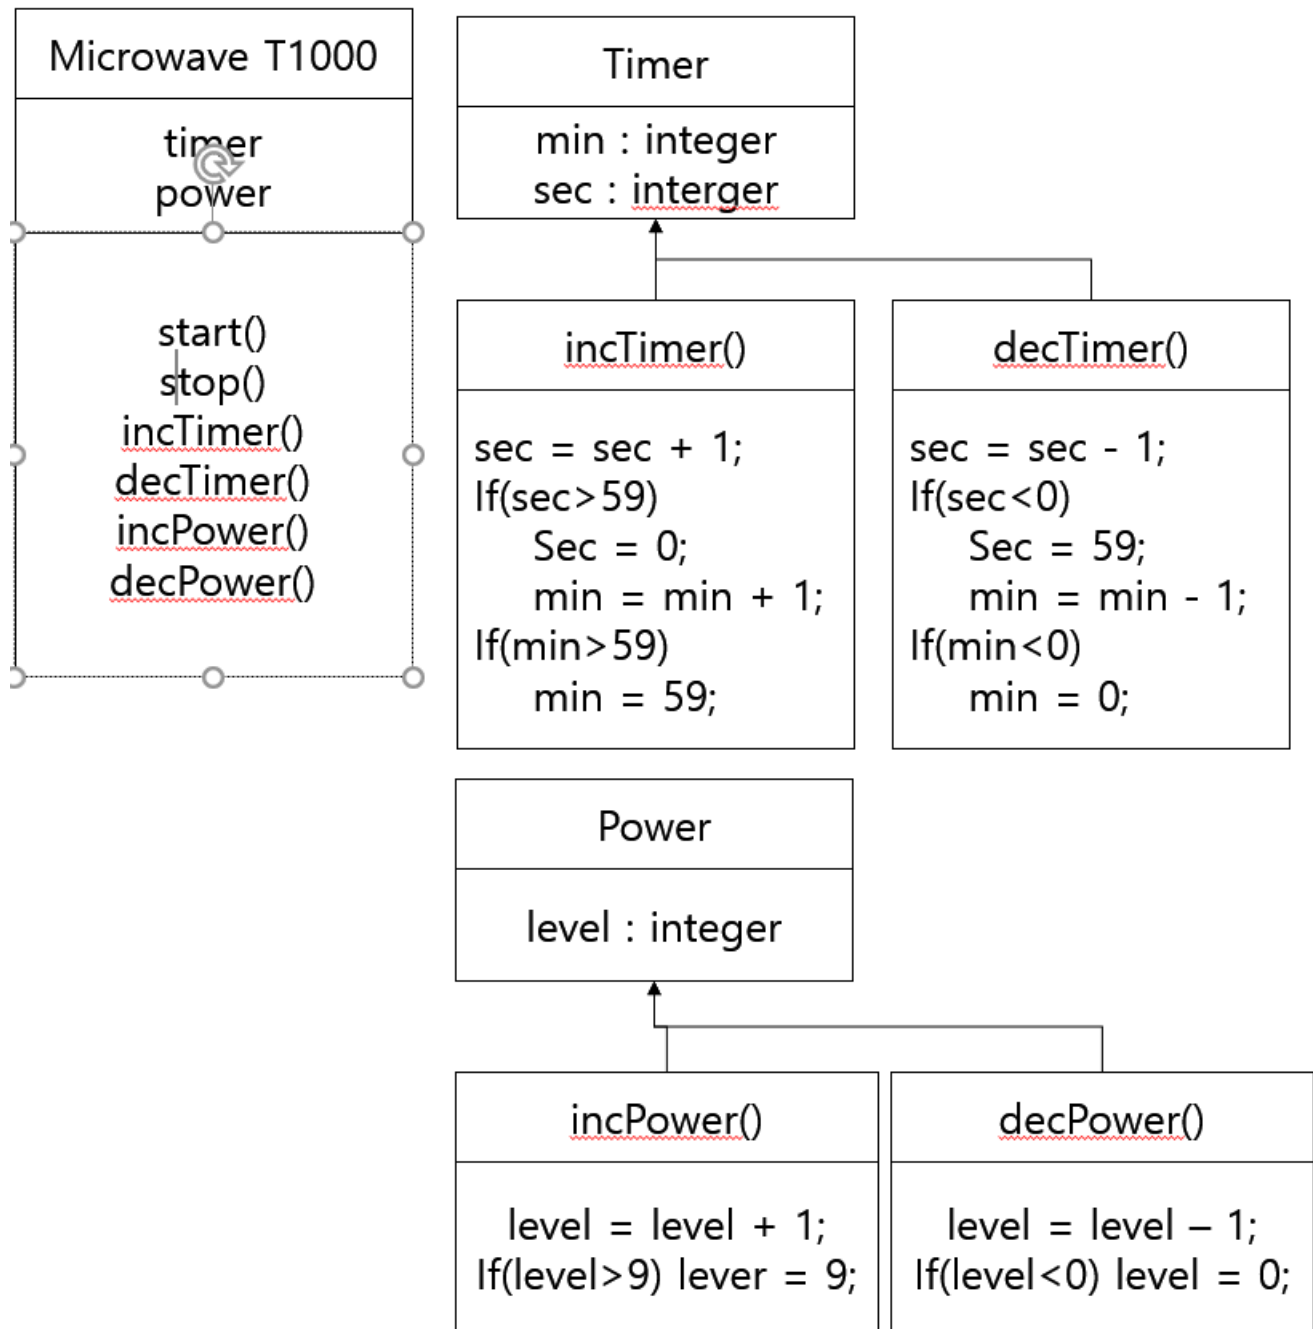 Microwave T1000
timer
power
start()
stop()
incTimer()
decTimer()
incPower()
decPower()
Timer
min : integer
sec : interger
incTimer()
sec = sec + 1;
If(sec>59)
Sec = 0;
min = min + 1;
If(min>59)
min = 59;
decTimer()
sec = sec - 1;
If(sec<0)
Sec = 59;
min = min - 1;
If(min<0)
min = 0;
Power
level : integer
incPower()
level = level + 1;
If(level>9) lever = 9;
decPower()
level = level – 1;
If(level<0) level = 0;